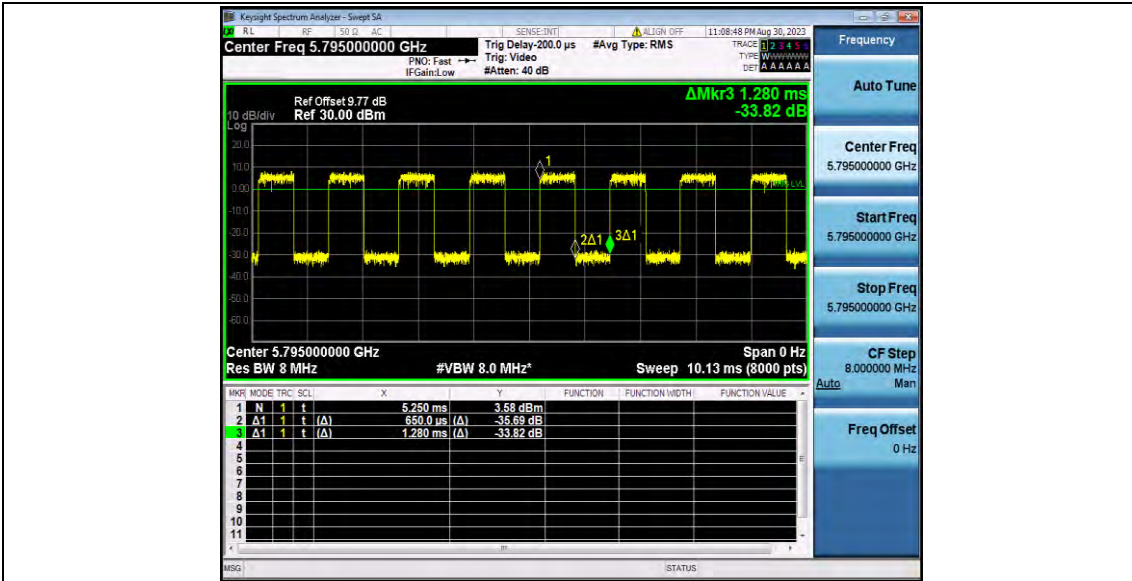 Keysight Spectrum Analyzer - Swept SA
RL RF 50 Ω AC SENSE:INT ALIGN OFF 11:08:48 PM Aug 30, 2023
Center Freq 5.795000000 GHz Trig Delay-200.0 µs #Avg Type: RMS TRACE 1 2 3 4 5 6
PNO: Fast Trig: Video TYPE WWWWWW
IFGain:Low #Atten: 40 dB DET A A A A A A
Frequency
Auto Tune
Center Freq
5.795000000 GHz
Start Freq
5.795000000 GHz
Stop Freq
5.795000000 GHz
CF Step
8.000000 MHz
Auto Man
Freq Offset
0 Hz
ΔMkr3 1.280 ms
-33.82 dB
Ref Offset 9.77 dB
10 dB/div Ref 30.00 dBm
Log
20.0
10.0
0.00
-10.0
-20.0
-30.0
-40.0
-50.0
-60.0
1
2Δ1
3Δ1
LVL
Center 5.795000000 GHz Span 0 Hz
Res BW 8 MHz #VBW 8.0 MHz* Sweep 10.13 ms (8000 pts)
MKR MODE TRC SCL X Y FUNCTION FUNCTION WIDTH FUNCTION VALUE
1 N 1 t 5.250 ms 3.58 dBm
2 Δ1 1 t (Δ) 650.0 µs (Δ) -35.69 dB
3 Δ1 1 t (Δ) 1.280 ms (Δ) -33.82 dB
4
5
6
7
8
9
10
11
MSG STATUS